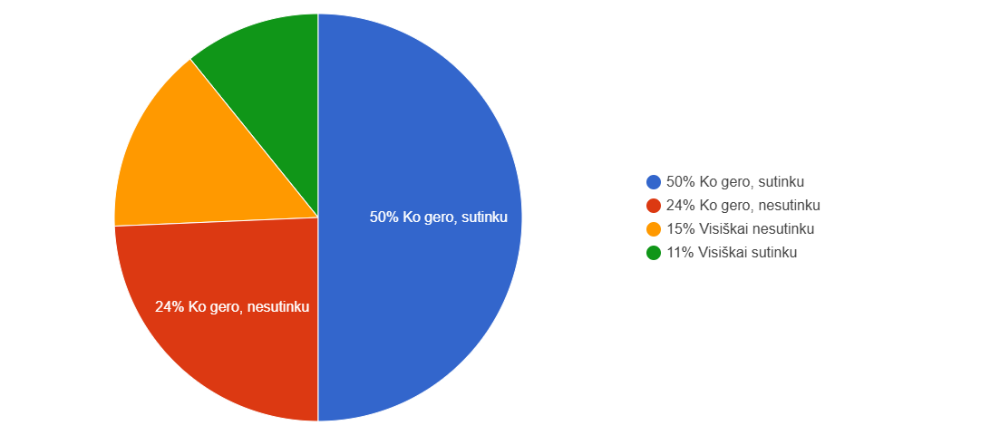 50% Ko gero, sutinku
24% Ko gero, nesutinku
50% Ko gero, sutinku
24% Ko gero, nesutinku
15% Visiškai nesutinku
11% Visiškai sutinku